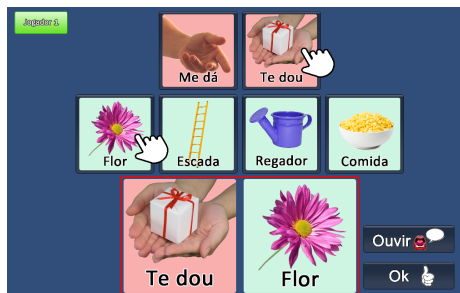 Jogador 1
Me dá
Te dou
Flor
Escada
Regador
Comida
Te dou
Flor
Ouvir
Ok